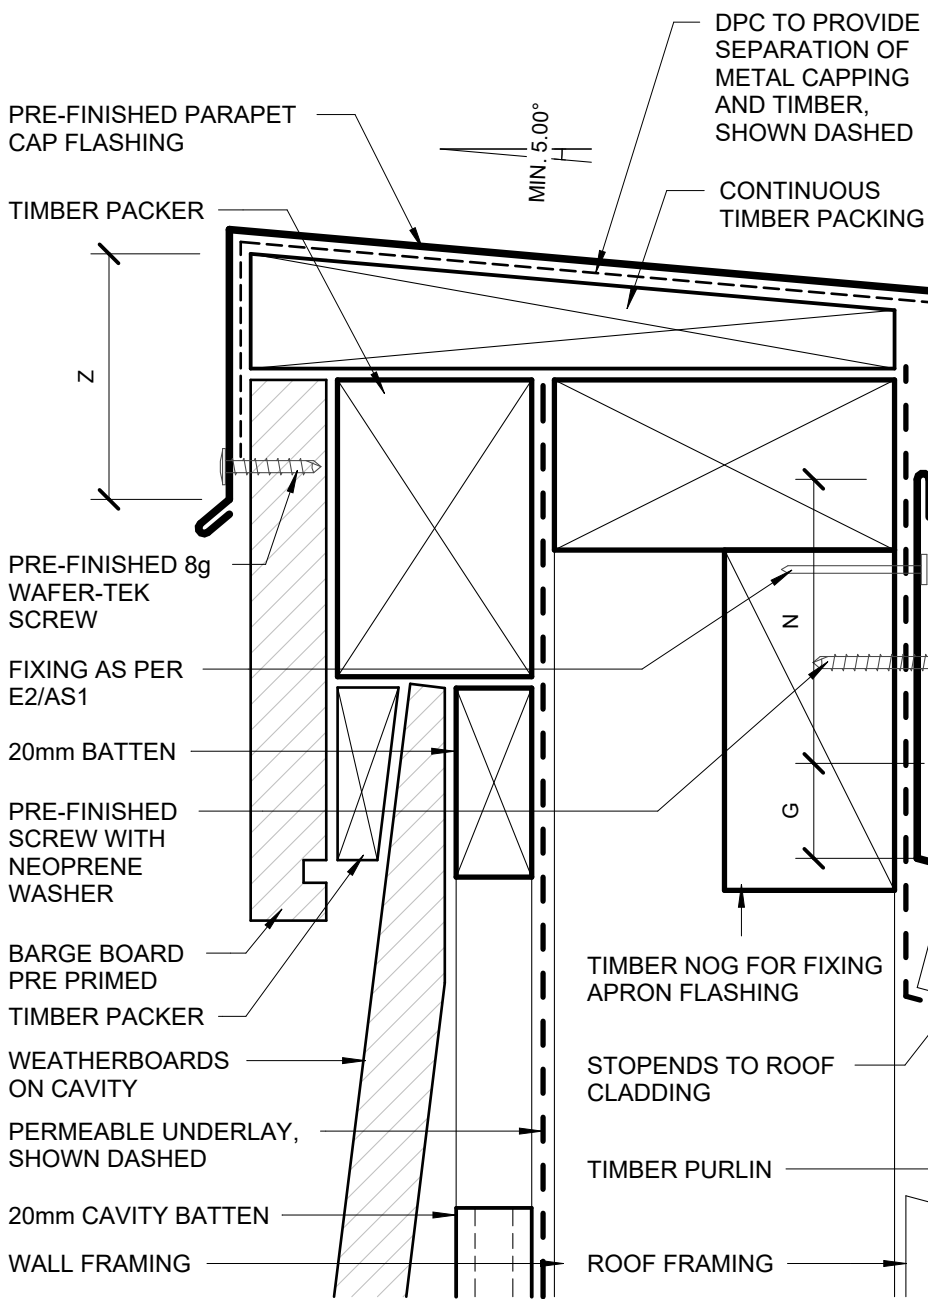 DPC TO PROVIDE
SEPARATION OF
METAL CAPPING
AND TIMBER,
SHOWN DASHED
PRE-FINISHED PARAPET
CAP FLASHING
MIN. 5.00°
CONTINUOUS
TIMBER PACKING
TIMBER PACKER
Z
PRE-FINISHED 8g
WAFER-TEK
SCREW
N
FIXING AS PER
E2/AS1
20mm BATTEN
PRE-FINISHED
SCREW WITH
NEOPRENE
WASHER
G
BARGE BOARD
PRE PRIMED
TIMBER NOG FOR FIXING
APRON FLASHING
TIMBER PACKER
WEATHERBOARDS
ON CAVITY
STOPENDS TO ROOF
CLADDING
PERMEABLE UNDERLAY,
SHOWN DASHED
TIMBER PURLIN
20mm CAVITY BATTEN
WALL FRAMING
ROOF FRAMING